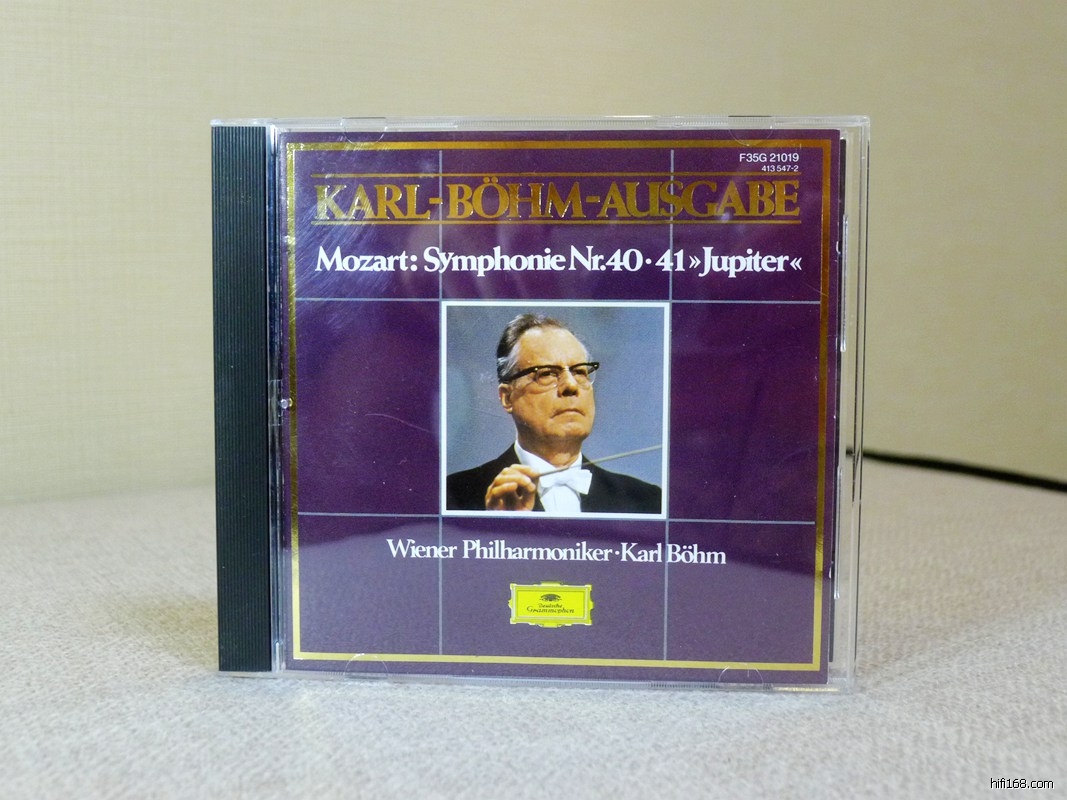 F35G 21019
413 547-2
KARL-BÖHM-AUSGABE
Mozart: Symphonie Nr.40·41 »Jupiter«
Wiener Philharmoniker·Karl Böhm
Deutsche
Grammophon
hifi168.com